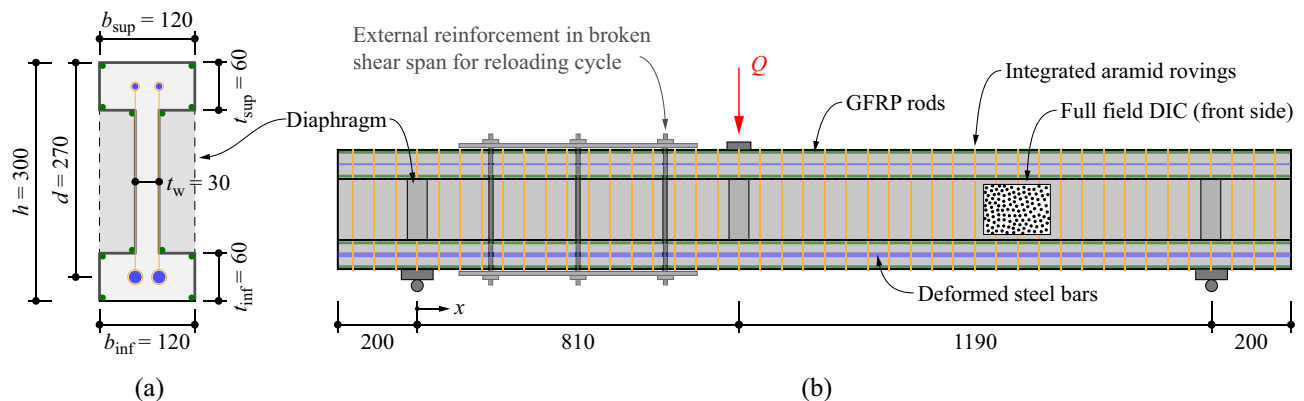 b_sup = 120
t_sup = 60
h = 300
d = 270
t_w = 30
Diaphragm
t_inf = 60
b_inf = 120
(a)
External reinforcement in broken
shear span for reloading cycle
Q
GFRP rods
Integrated aramid rovings
Full field DIC (front side)
Deformed steel bars
x
200
810
1190
200
(b)